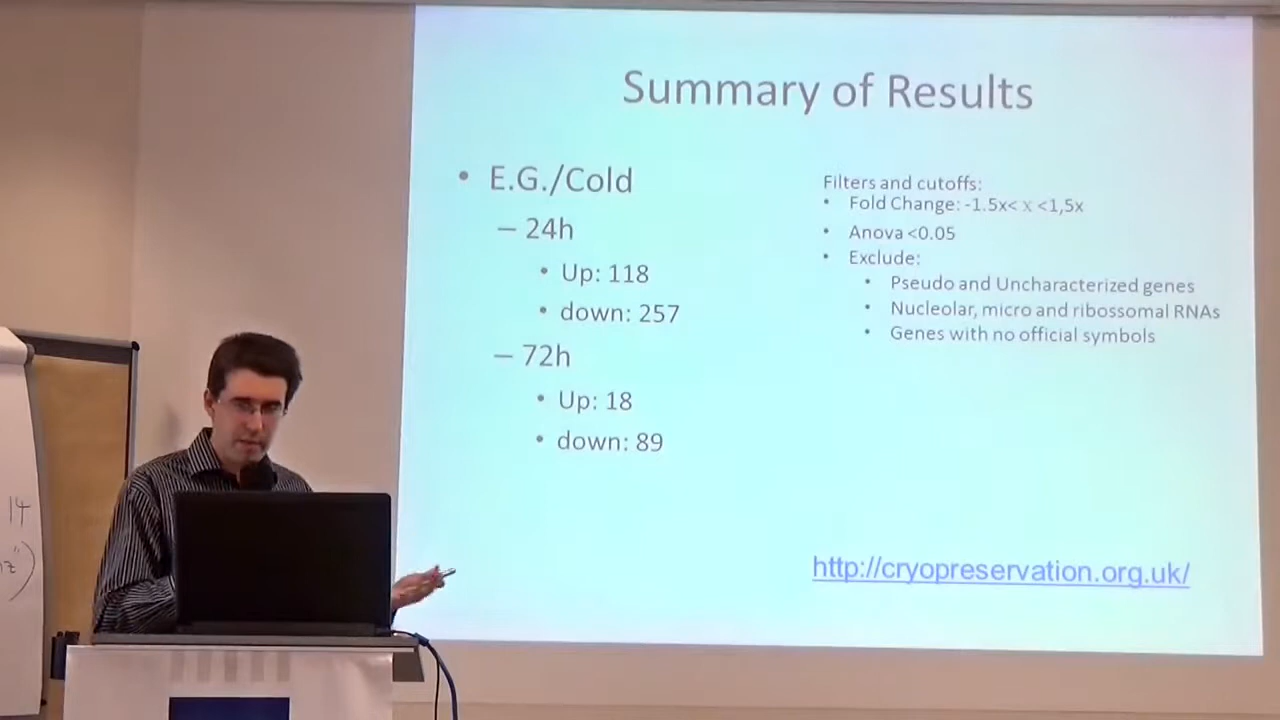 Summary of Results
• E.G./Cold
– 24h
• Up: 118
• down: 257
– 72h
• Up: 18
• down: 89
Filters and cutoffs:
• Fold Change: -1.5x< x <1,5x
• Anova <0.05
• Exclude:
• Pseudo and Uncharacterized genes
• Nucleolar, micro and ribossomal RNAs
• Genes with no official symbols
http://cryopreservation.org.uk/
14